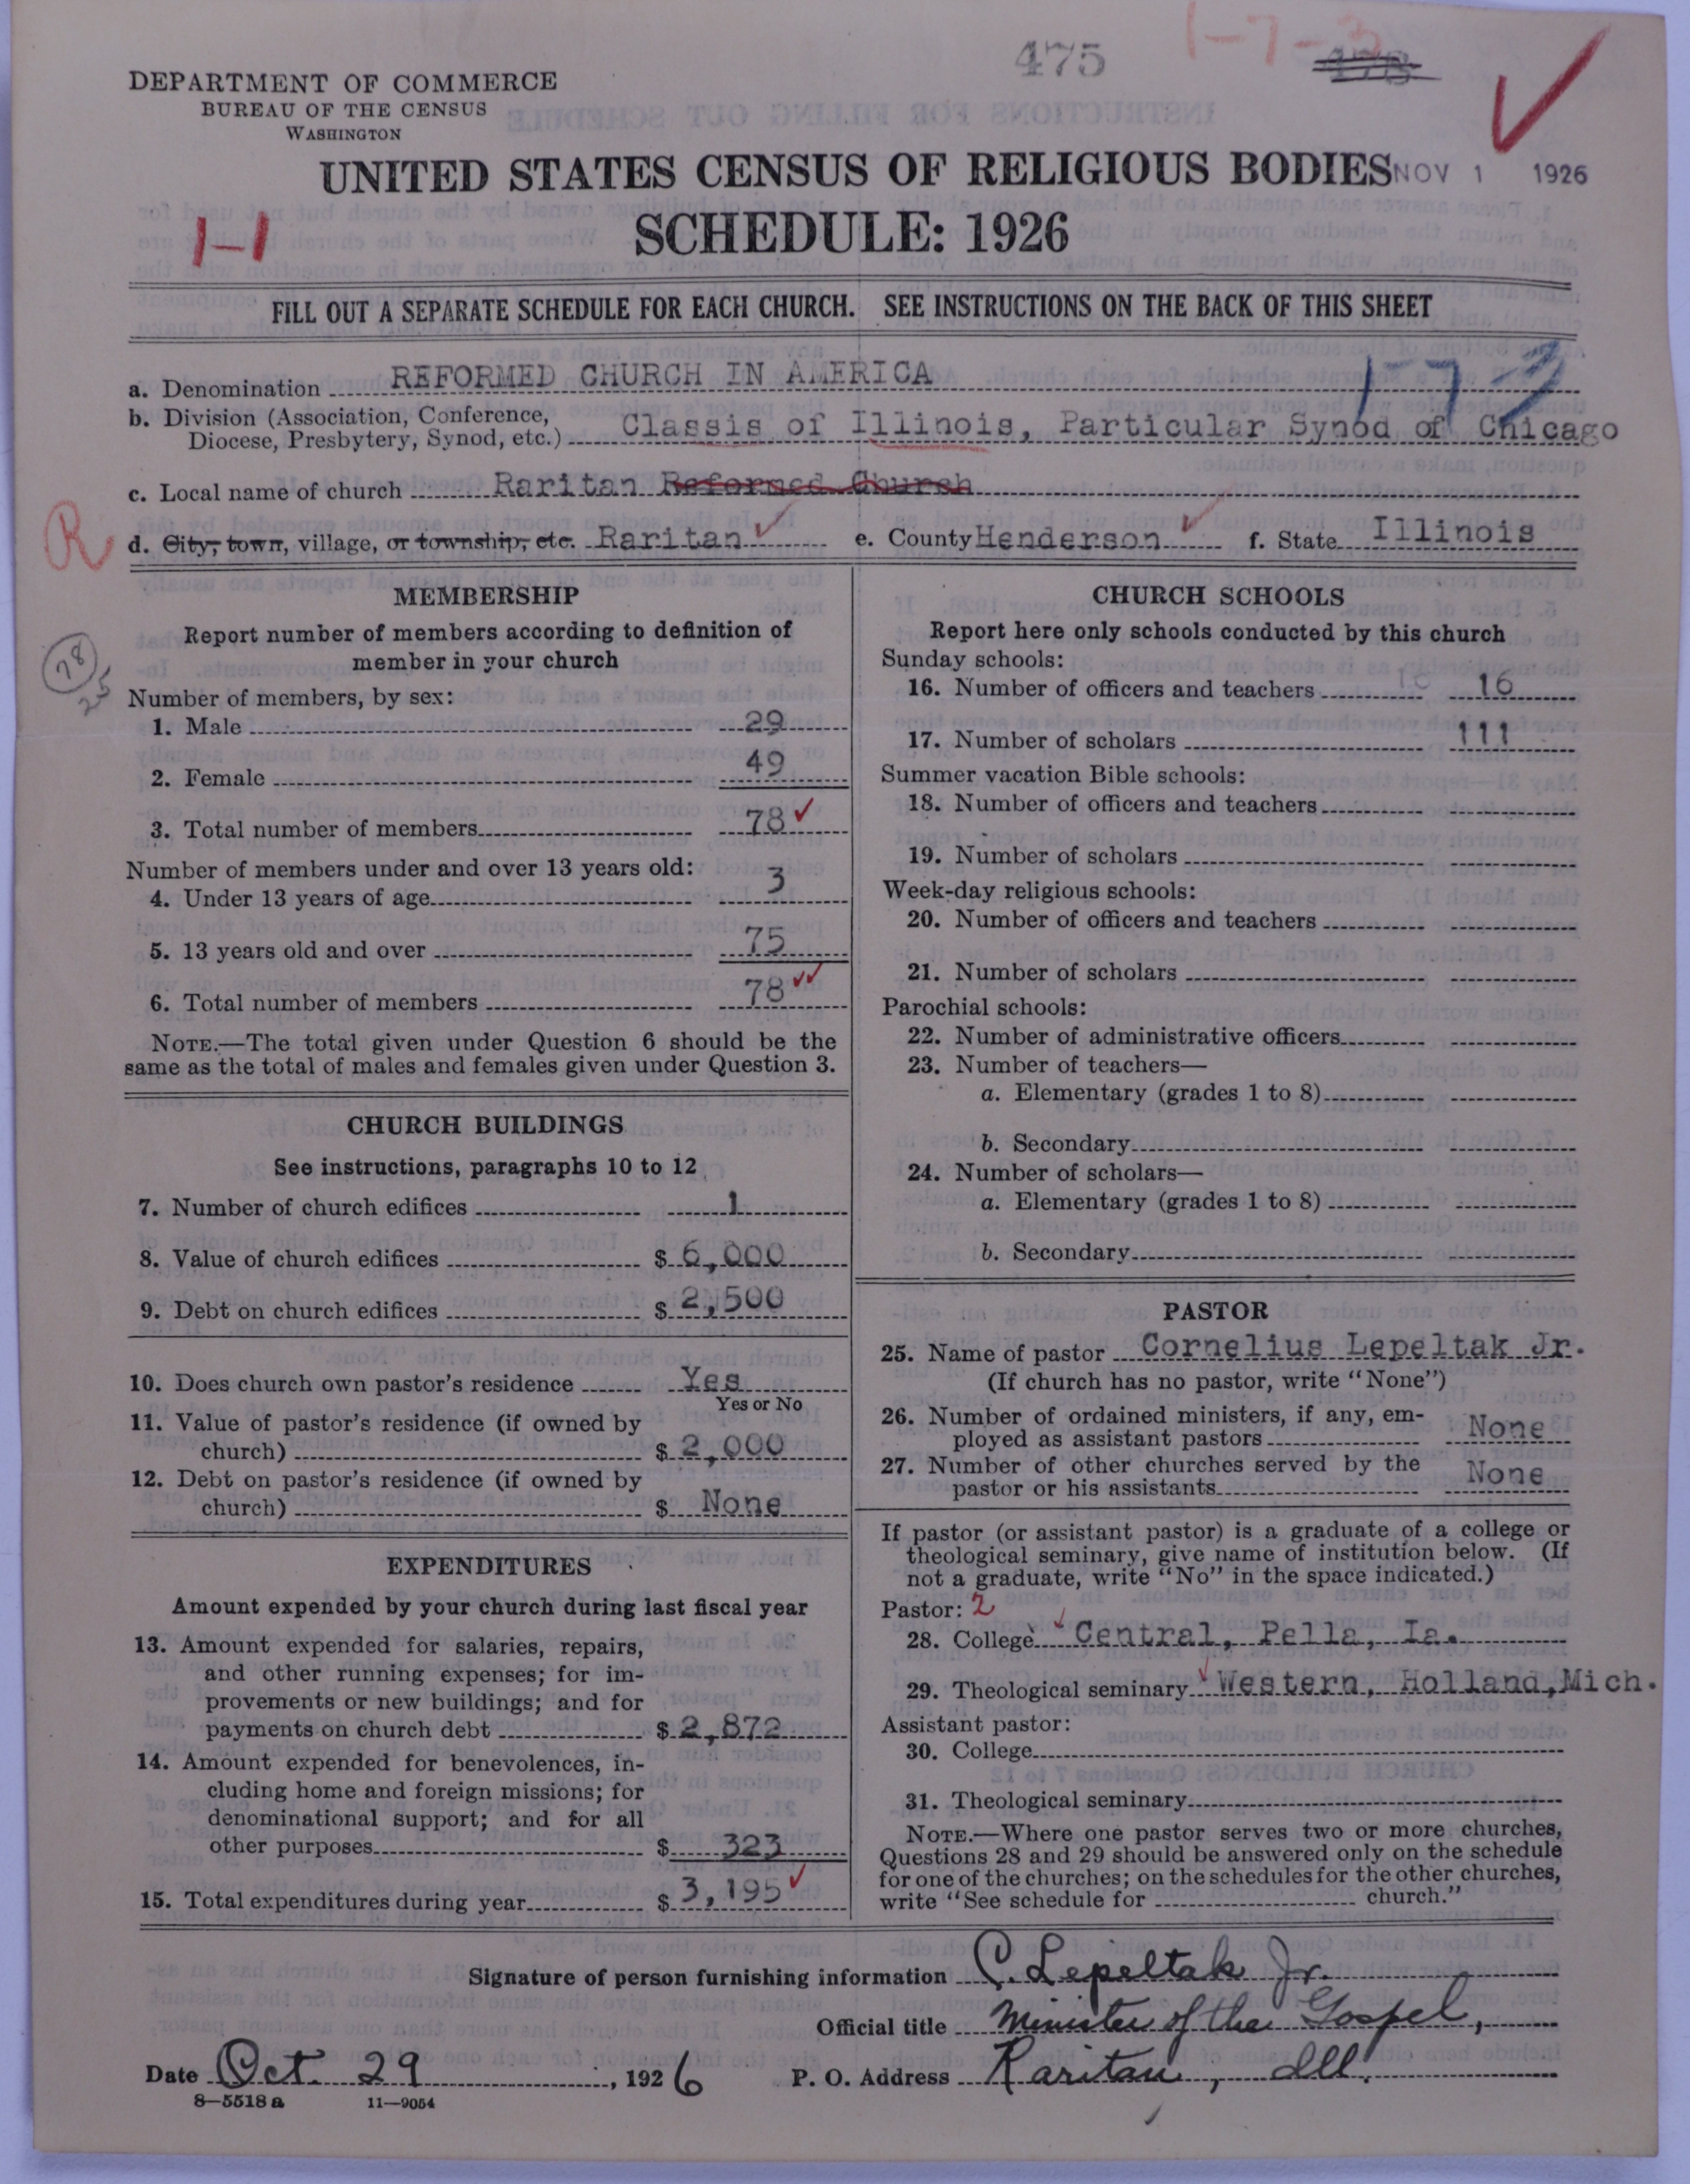 475 1-7-3 478
DEPARTMENT OF COMMERCE
BUREAU OF THE CENSUS
WASHINGTON
UNITED STATES CENSUS OF RELIGIOUS BODIES NOV 1 1926
1-1
SCHEDULE: 1926
FILL OUT A SEPARATE SCHEDULE FOR EACH CHURCH. SEE INSTRUCTIONS ON THE BACK OF THIS SHEET
173
a. Denomination REFORMED CHURCH IN AMERICA
b. Division (Association, Conference,
Diocese, Presbytery, Synod, etc.) Classis of Illinois, Particular Synod of Chicago
c. Local name of church Raritan Reformed Church
R
d. City, town, village, or township, etc. Raritan e. County Henderson f. State Illinois
MEMBERSHIP
Report number of members according to definition of
member in your church
78
25
Number of members, by sex:
1. Male 29
2. Female 49
3. Total number of members 78
Number of members under and over 13 years old:
4. Under 13 years of age 3
5. 13 years old and over 75
6. Total number of members 78
NOTE.—The total given under Question 6 should be the
same as the total of males and females given under Question 3.
CHURCH BUILDINGS
See instructions, paragraphs 10 to 12
7. Number of church edifices 1
8. Value of church edifices $ 6,000
9. Debt on church edifices $ 2,500
10. Does church own pastor's residence Yes
Yes or No
11. Value of pastor's residence (if owned by
church) $ 2,000
12. Debt on pastor's residence (if owned by
church) $ None
EXPENDITURES
Amount expended by your church during last fiscal year
13. Amount expended for salaries, repairs,
and other running expenses; for im-
provements or new buildings; and for
payments on church debt $ 2,872
14. Amount expended for benevolences, in-
cluding home and foreign missions; for
denominational support; and for all
other purposes $ 323
15. Total expenditures during year $ 3,195
CHURCH SCHOOLS
Report here only schools conducted by this church
Sunday schools:
16. Number of officers and teachers 16
17. Number of scholars 111
Summer vacation Bible schools:
18. Number of officers and teachers
19. Number of scholars
Week-day religious schools:
20. Number of officers and teachers
21. Number of scholars
Parochial schools:
22. Number of administrative officers
23. Number of teachers—
a. Elementary (grades 1 to 8)
b. Secondary
24. Number of scholars—
a. Elementary (grades 1 to 8)
b. Secondary
PASTOR
25. Name of pastor Cornelius Lepeltak Jr.
(If church has no pastor, write "None")
26. Number of ordained ministers, if any, em-
ployed as assistant pastors None
27. Number of other churches served by the
pastor or his assistants None
If pastor (or assistant pastor) is a graduate of a college or
theological seminary, give name of institution below. (If
not a graduate, write "No" in the space indicated.)
Pastor: 2
28. College Central, Pella, Ia.
29. Theological seminary Western, Holland, Mich.
Assistant pastor:
30. College
31. Theological seminary
NOTE.—Where one pastor serves two or more churches,
Questions 28 and 29 should be answered only on the schedule
for one of the churches; on the schedules for the other churches,
write "See schedule for church."
Signature of person furnishing information C. Lepeltak Jr.
Official title Minister of the Gospel,
Date Oct. 29, 1926 P. O. Address Raritan, Ill.
8—5518a 11—9054